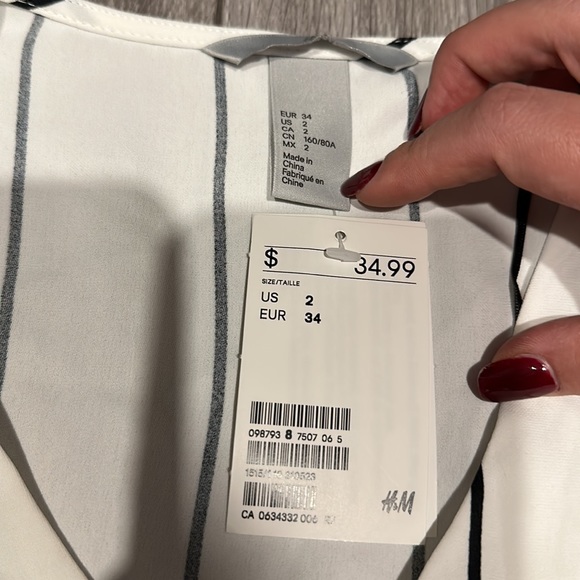 EUR 34
US 2
CA 2
CN 160/80A
MX 2
Made in
China
Fabriqué en
Chine
$ 34.99
SIZE/TAILLE
US 2
EUR 34
098793 8 7507 06 5
H&M
CA 0634332 006